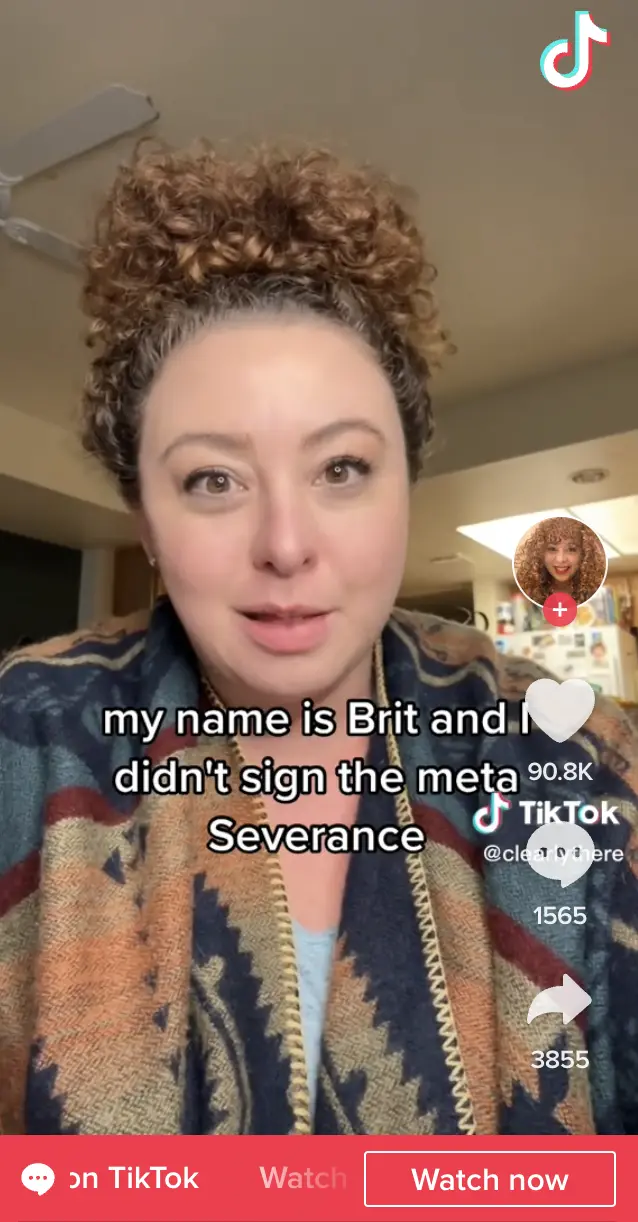 my name is Brit and I
didn't sign the meta
Severance
90.8K
TikTok
@clearlythere
1565
3855
on TikTok
Watch
Watch now